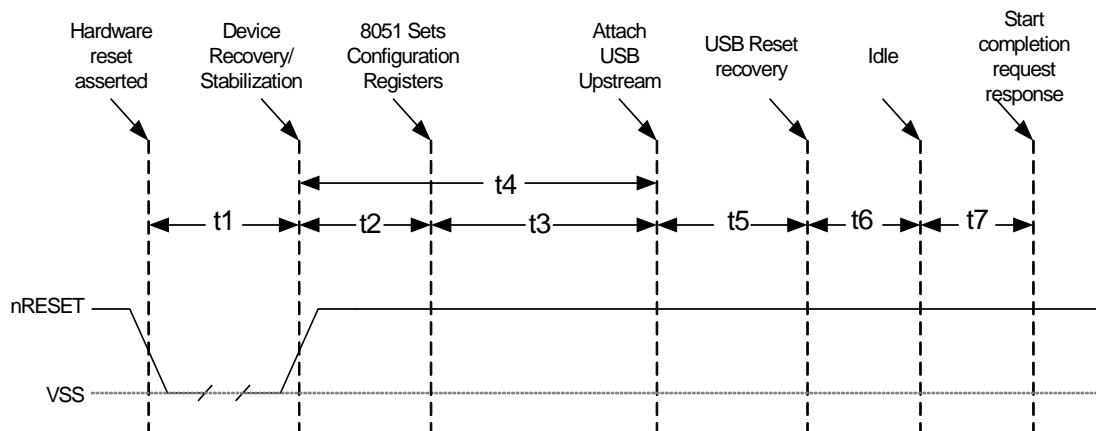 Hardware
reset
asserted
Device
Recovery/
Stabilization
8051 Sets
Configuration
Registers
Attach
USB
Upstream
USB Reset
recovery
Idle
Start
completion
request
response
t4
t1
t2
t3
t5
t6
t7
nRESET
VSS